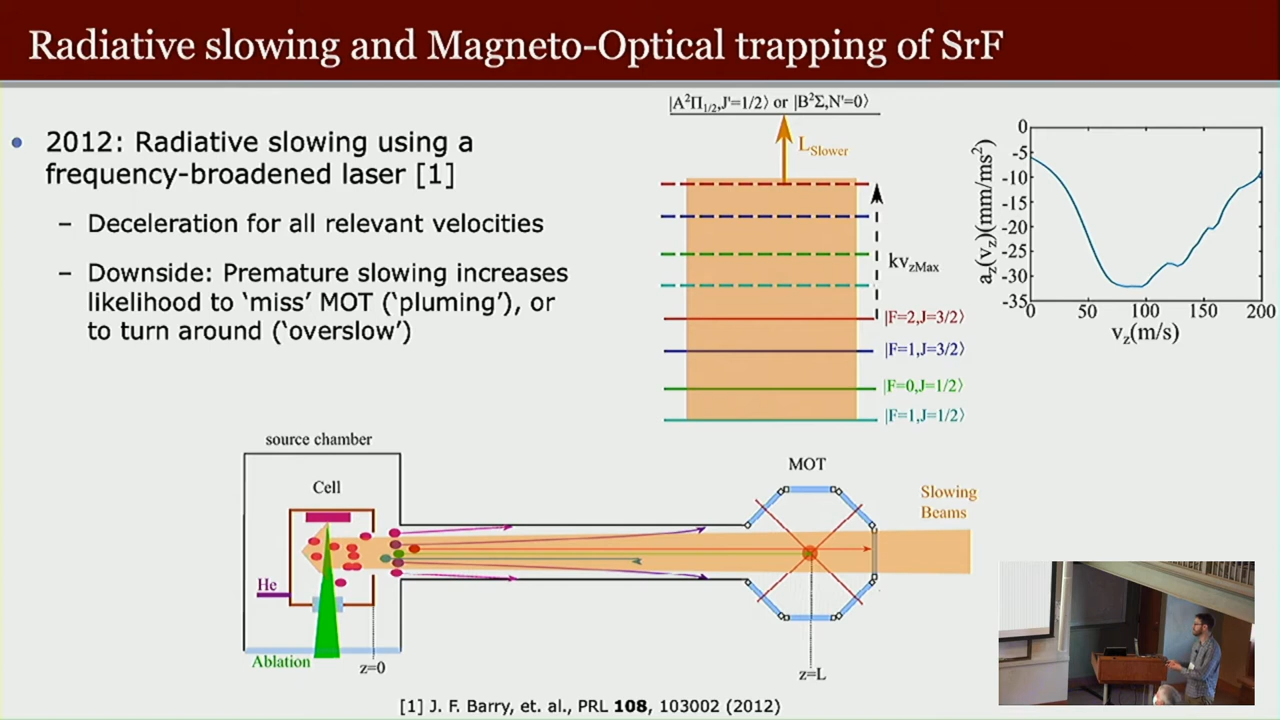 Radiative slowing and Magneto-Optical trapping of SrF
• 2012: Radiative slowing using a
frequency-broadened laser [1]
– Deceleration for all relevant velocities
– Downside: Premature slowing increases
likelihood to ‘miss’ MOT (‘pluming’), or
to turn around (‘overslow’)
|A²Π₁/₂,J'=1/2⟩ or |B²Σ,N'=0⟩
L_Slower
kv_zMax
|F=2,J=3/2⟩
|F=1,J=3/2⟩
|F=0,J=1/2⟩
|F=1,J=1/2⟩
a_z(v_z)(mm/ms²)
0
-5
-10
-15
-20
-25
-30
-35
0 50 100 150 200
v_z(m/s)
source chamber
Cell
He
Ablation
z=0
MOT
z=L
Slowing
Beams
[1] J. F. Barry, et. al., PRL 108, 103002 (2012)